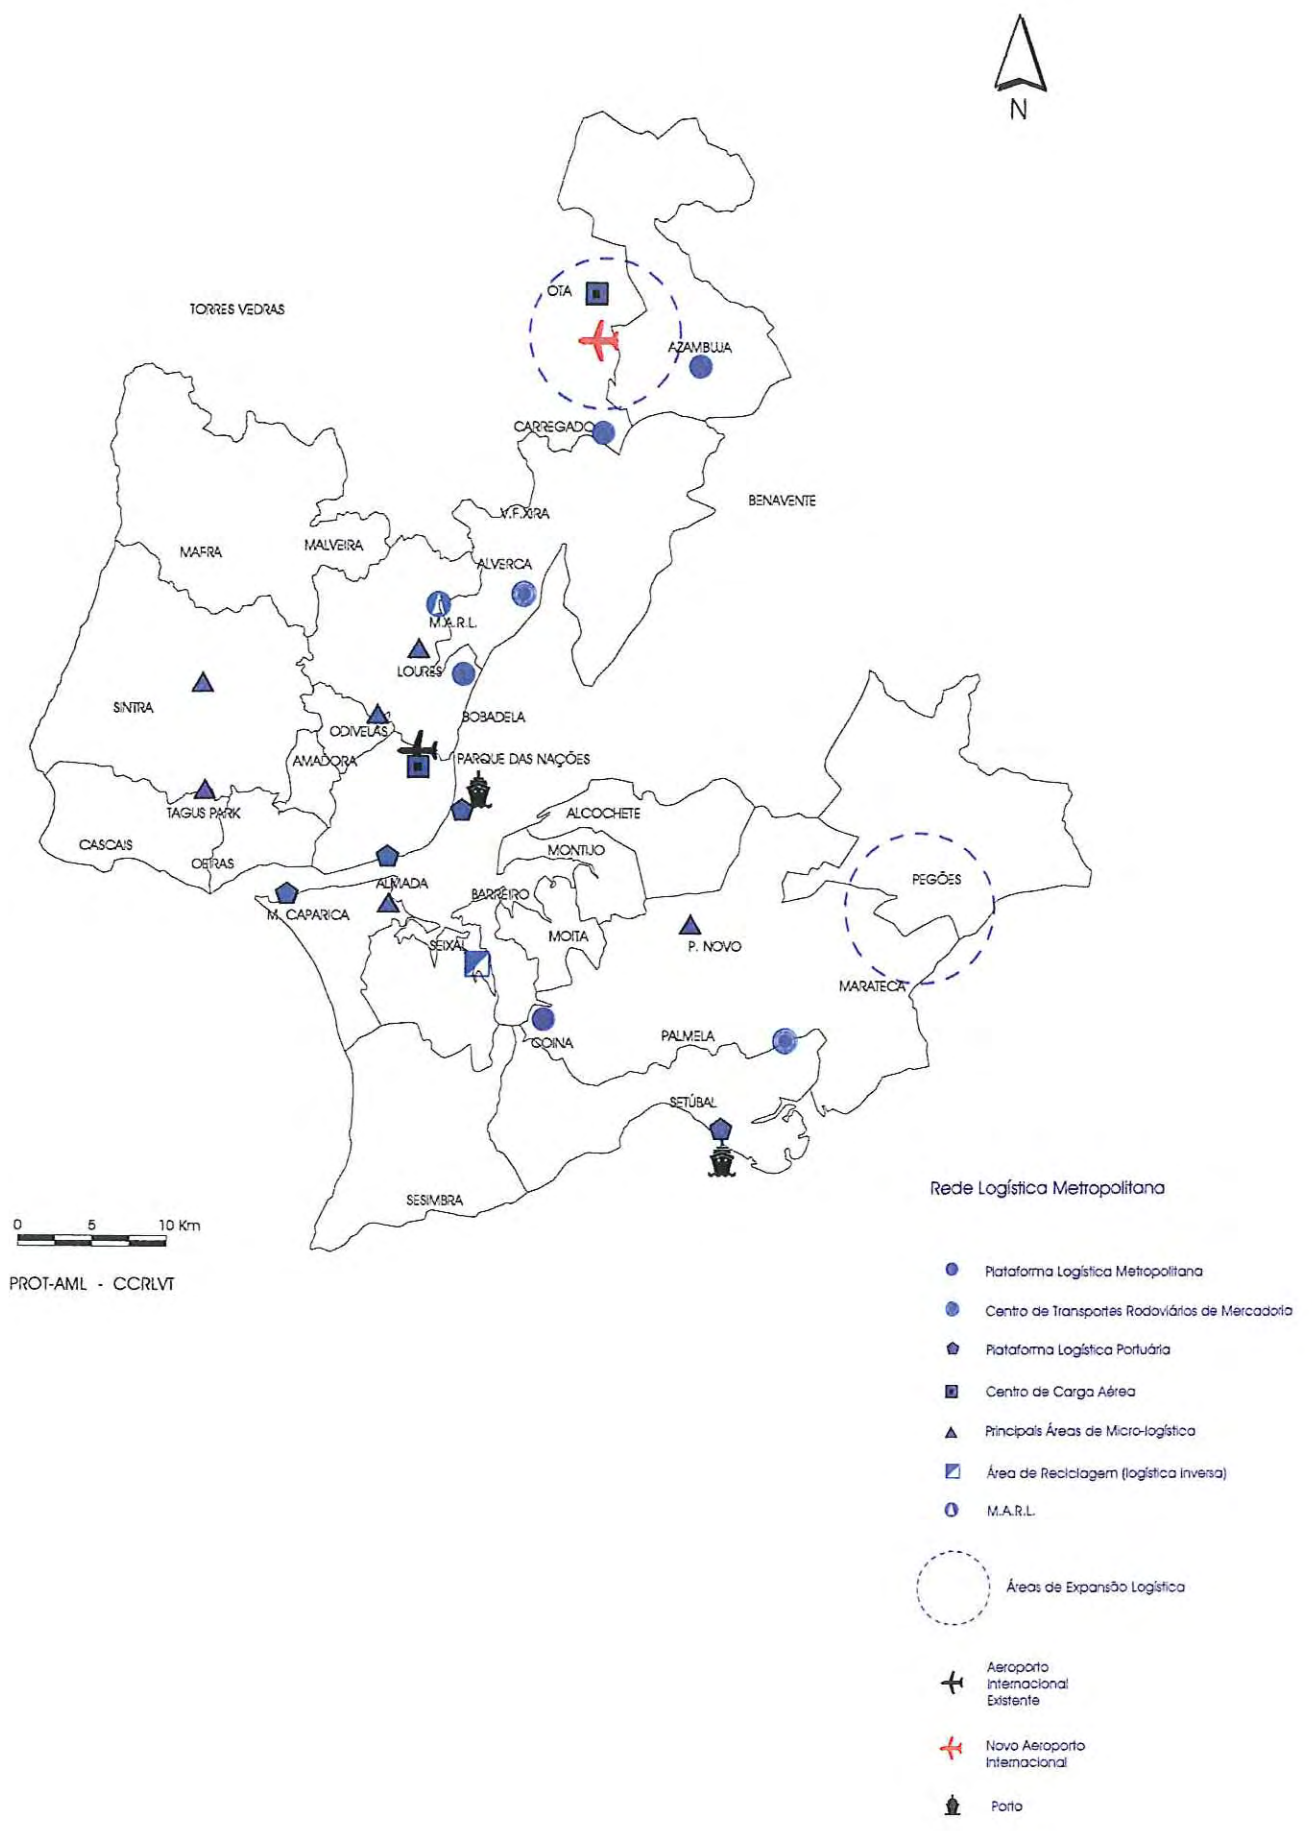 N
OTA
TORRES VEDRAS
AZAMBUJA
CARREGADO
BENAVENTE
V.F.XIRA
MAFRA
MALVEIRA
ALVERCA
M.A.R.L.
LOURES
SINTRA
BOBADELA
ODIVELAS
AMADORA
PARQUE DAS NAÇÕES
TAGUS PARK
ALCOCHETE
CASCAIS
OEIRAS
MONTIJO
ALMADA
PEGÕES
BARREIRO
M. CAPARICA
MOITA
SEIXAL
P. NOVO
MARATECA
COINA
PALMELA
SETÚBAL
SESIMBRA
0 5 10 Km
PROT-AML - CCRLVT
Rede Logística Metropolitana
Plataforma Logística Metropolitana
Centro de Transportes Rodoviários de Mercadoria
Plataforma Logística Portuária
Centro de Carga Aérea
Principais Áreas de Micro-logística
Área de Reciclagem (logística inversa)
M.A.R.L.
Áreas de Expansão Logística
Aeroporto
Internacional
Existente
Novo Aeroporto
Internacional
Porto